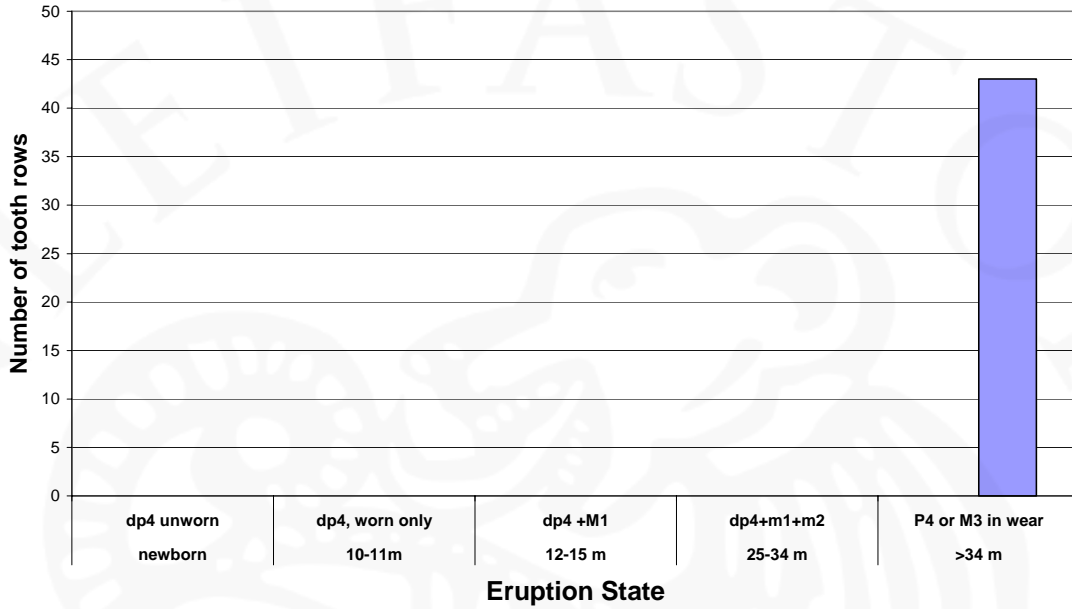 50
45
40
35
30
25
20
15
10
5
0
Number of tooth rows
dp4 unworn
dp4, worn only
dp4 +M1
dp4+m1+m2
P4 or M3 in wear
newborn
10-11m
12-15 m
25-34 m
>34 m
Eruption State